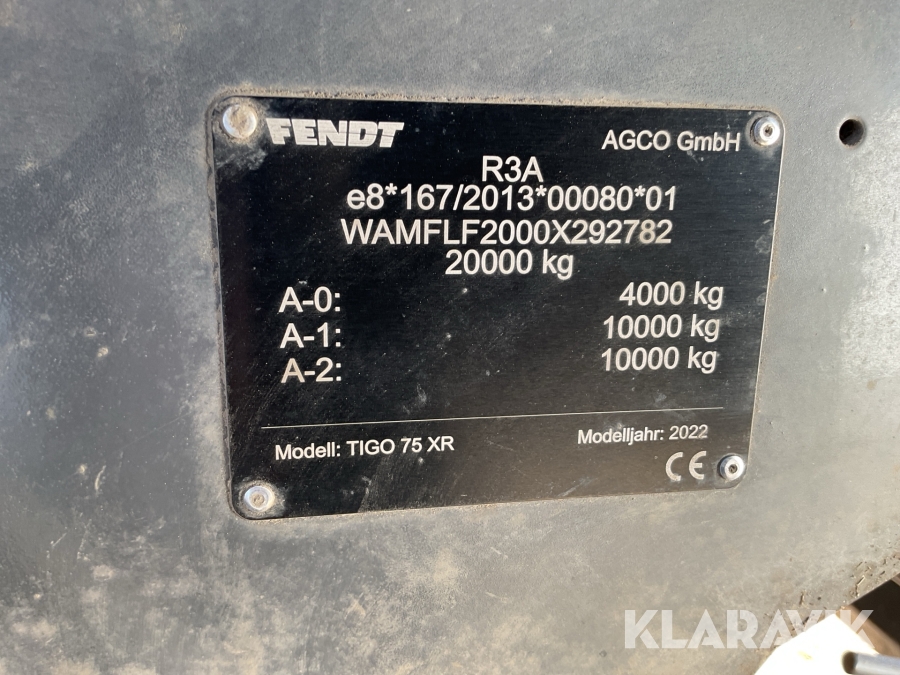 FENDT AGCO GmbH
R3A
e8*167/2013*00080*01
WAMFLF2000X292782
20000 kg
A-0: 4000 kg
A-1: 10000 kg
A-2: 10000 kg
Modell: TIGO 75 XR Modelljahr: 2022
CE
KLARAVIK